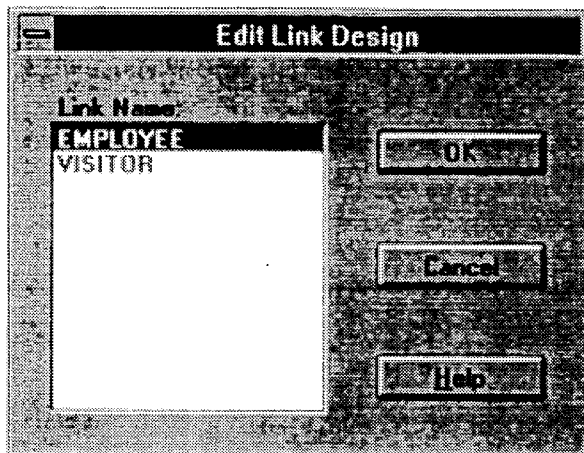 Edit Link Design
Link Name:
EMPLOYEE
VISITOR
OK
Cancel
Help